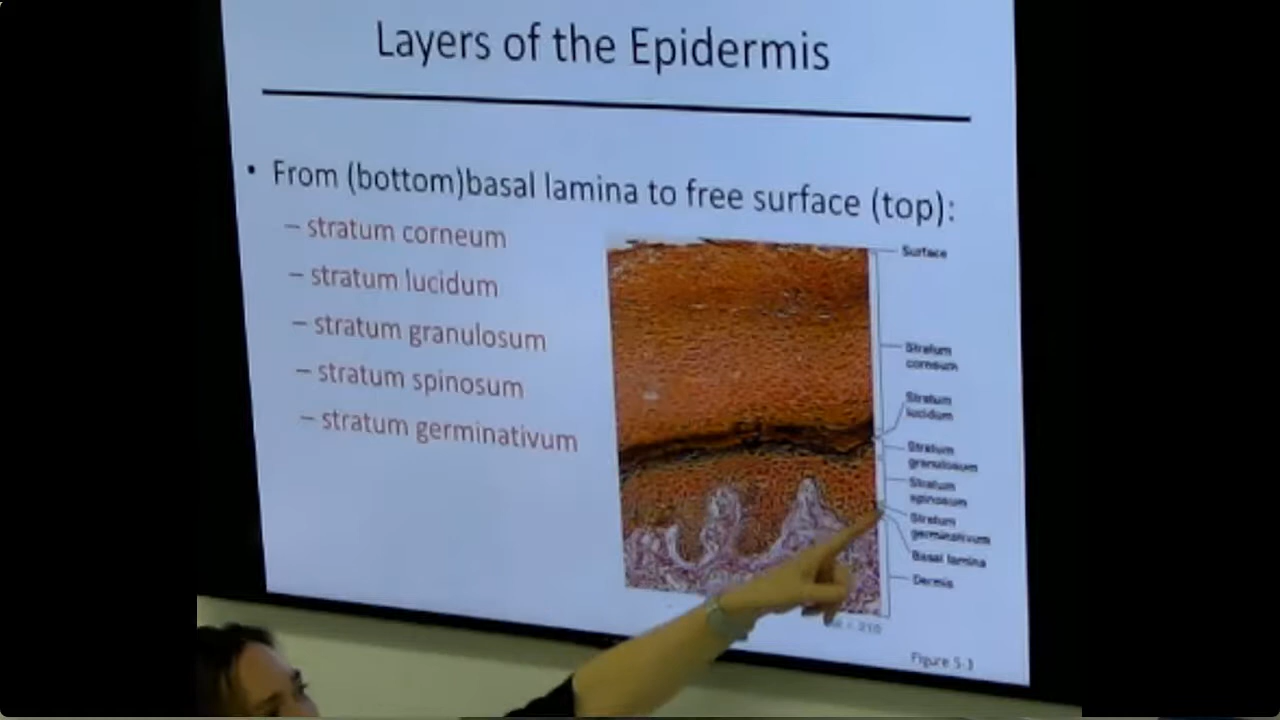 Layers of the Epidermis
• From (bottom)basal lamina to free surface (top):
– stratum corneum
– stratum lucidum
– stratum granulosum
– stratum spinosum
– stratum germinativum
Surface
Stratum
corneum
Stratum
lucidum
Stratum
granulosum
Stratum
spinosum
Stratum
germinativum
Basal lamina
Dermis
× 210
Figure 5-3